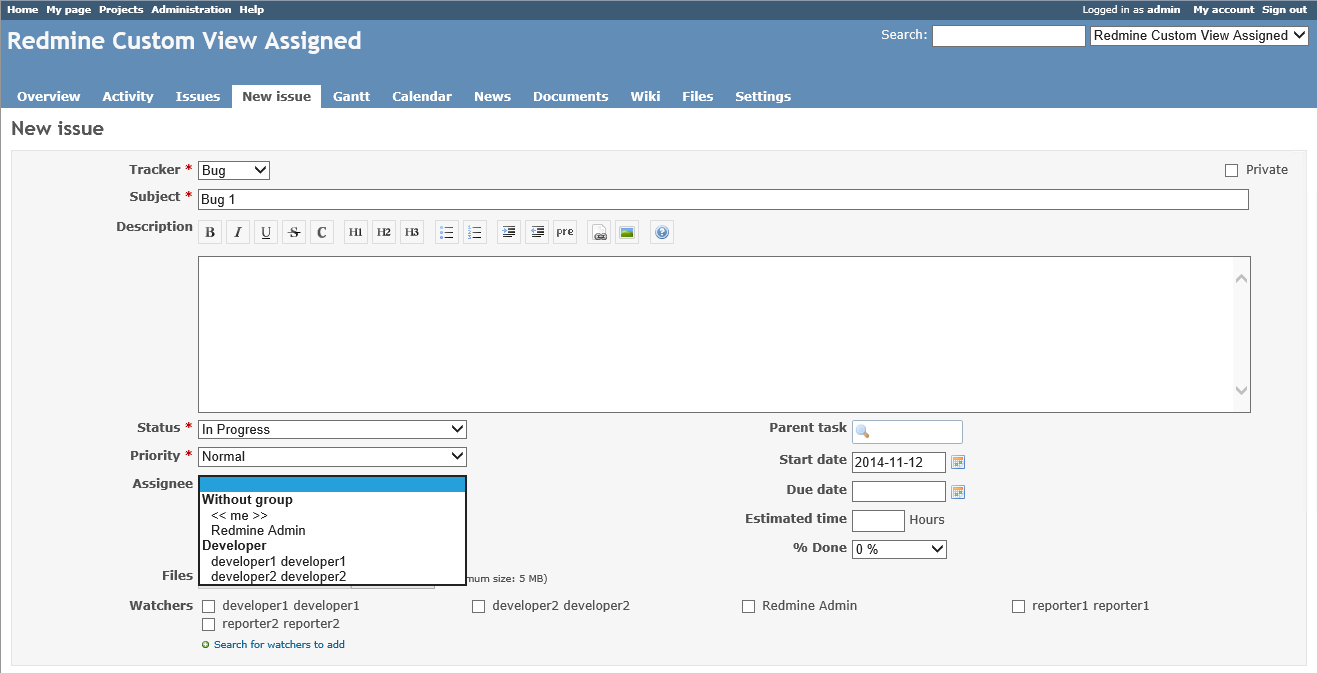 Home My page Projects Administration Help Logged in as admin My account Sign out
Redmine Custom View Assigned Search: Redmine Custom View Assigned
Overview Activity Issues New issue Gantt Calendar News Documents Wiki Files Settings
New issue
Tracker * Bug Private
Subject * Bug 1
Description B I U S C H1 H2 H3 pre
Status * In Progress Parent task
Priority * Normal Start date 2014-11-12
Assignee Due date
Without group
<< me >>
Redmine Admin Estimated time Hours
Developer % Done 0 %
developer1 developer1
developer2 developer2
Files size: 5 MB)
Watchers developer1 developer1 developer2 developer2 Redmine Admin reporter1 reporter1
reporter2 reporter2
Search for watchers to add